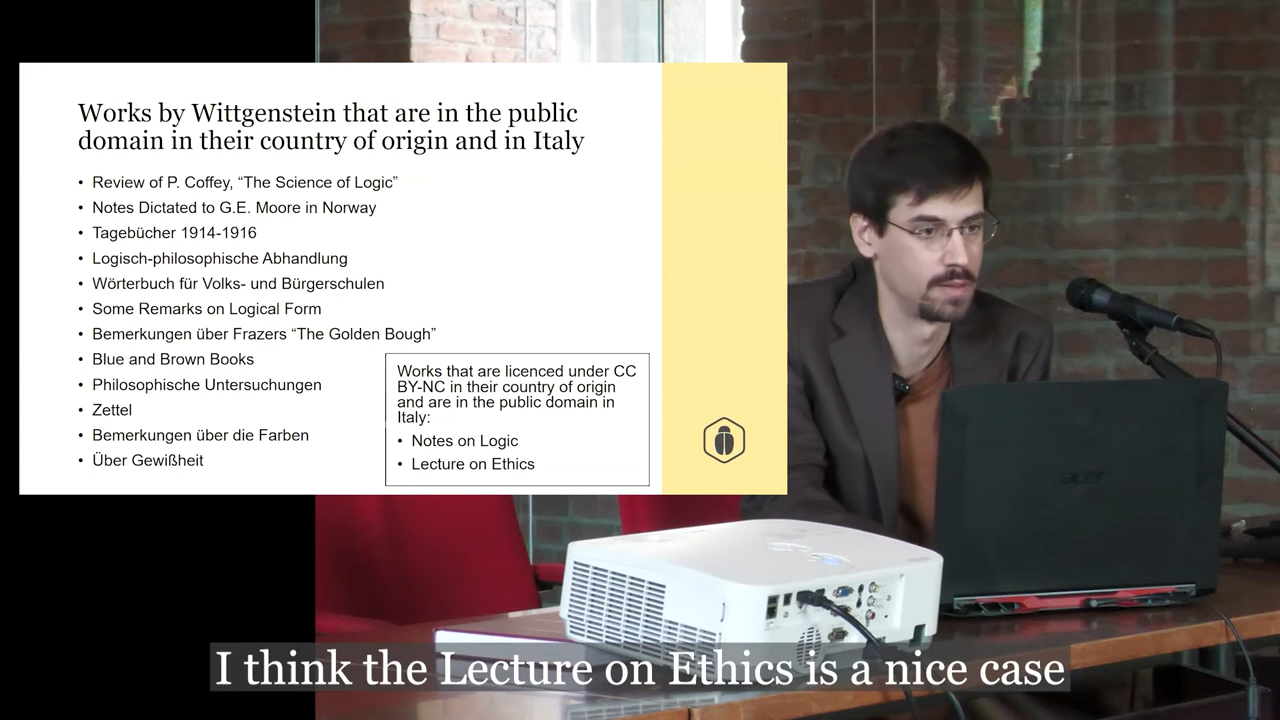 Works by Wittgenstein that are in the public
domain in their country of origin and in Italy
• Review of P. Coffey, “The Science of Logic”
• Notes Dictated to G.E. Moore in Norway
• Tagebücher 1914-1916
• Logisch-philosophische Abhandlung
• Wörterbuch für Volks- und Bürgerschulen
• Some Remarks on Logical Form
• Bemerkungen über Frazers “The Golden Bough”
• Blue and Brown Books
• Philosophische Untersuchungen
• Zettel
• Bemerkungen über die Farben
• Über Gewißheit
Works that are licenced under CC
BY-NC in their country of origin
and are in the public domain in
Italy:
• Notes on Logic
• Lecture on Ethics
acer
I think the Lecture on Ethics is a nice case